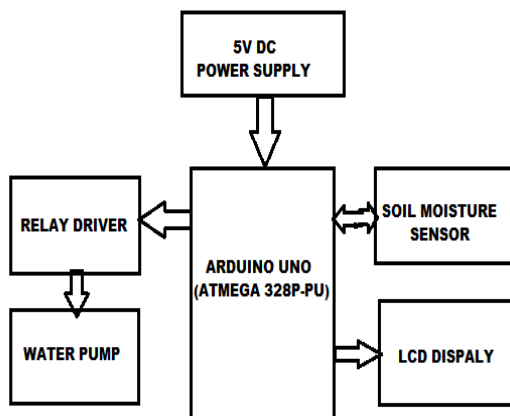 5V DC
POWER SUPPLY
RELAY DRIVER
SOIL MOISTURE
SENSOR
ARDUINO UNO
(ATMEGA 328P-PU)
WATER PUMP
LCD DISPALY